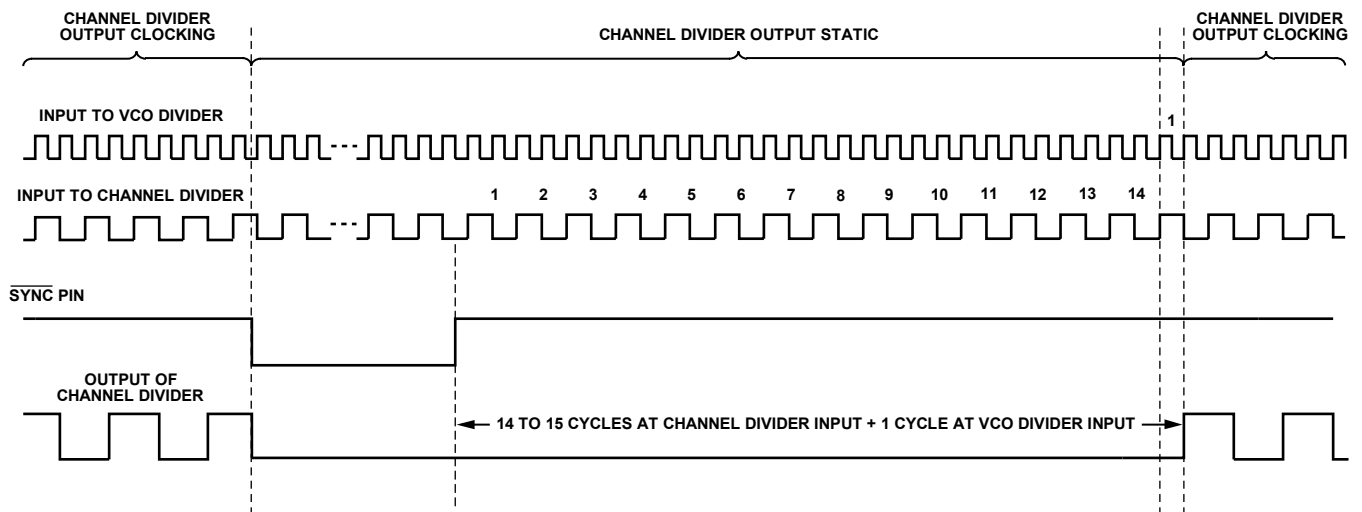 CHANNEL DIVIDER
OUTPUT CLOCKING
CHANNEL DIVIDER OUTPUT STATIC
CHANNEL DIVIDER
OUTPUT CLOCKING
INPUT TO VCO DIVIDER
1
INPUT TO CHANNEL DIVIDER
1 2 3 4 5 6 7 8 9 10 11 12 13 14
SYNC PIN
OUTPUT OF
CHANNEL DIVIDER
14 TO 15 CYCLES AT CHANNEL DIVIDER INPUT + 1 CYCLE AT VCO DIVIDER INPUT